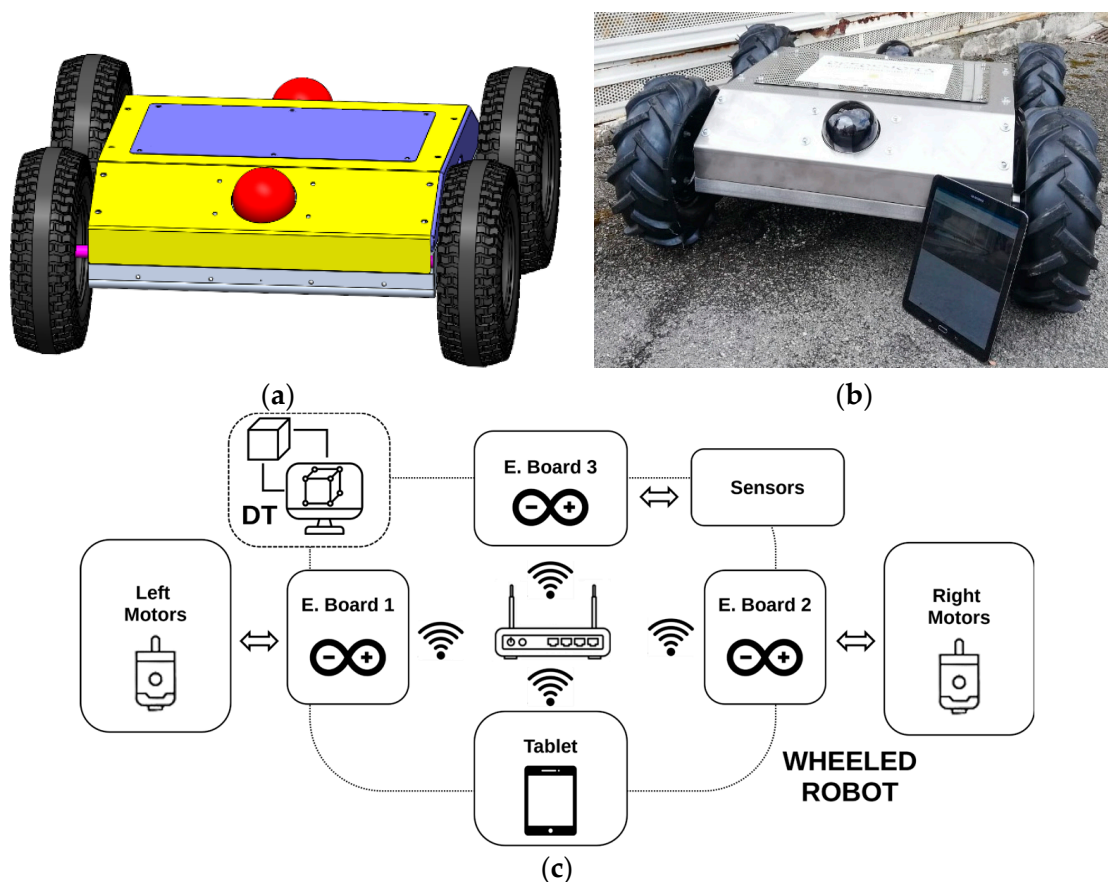 (a)
(b)
DT
E. Board 3
Sensors
Left
Motors
E. Board 1
E. Board 2
Right
Motors
Tablet
WHEELED
ROBOT
(c)